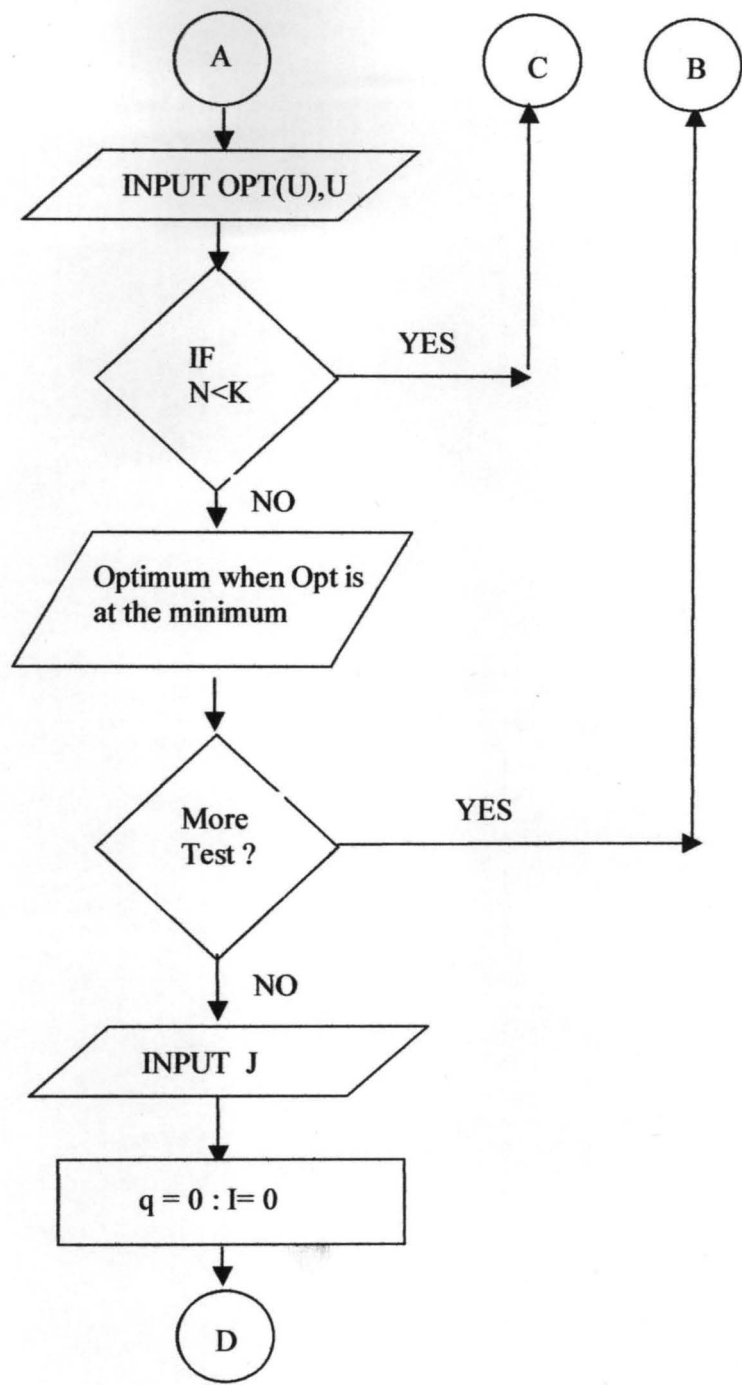 A
C
B
INPUT OPT(U),U
IF
N<K
YES
NO
Optimum when Opt is
at the minimum
More
Test ?
YES
NO
INPUT J
q = 0 : I= 0
D